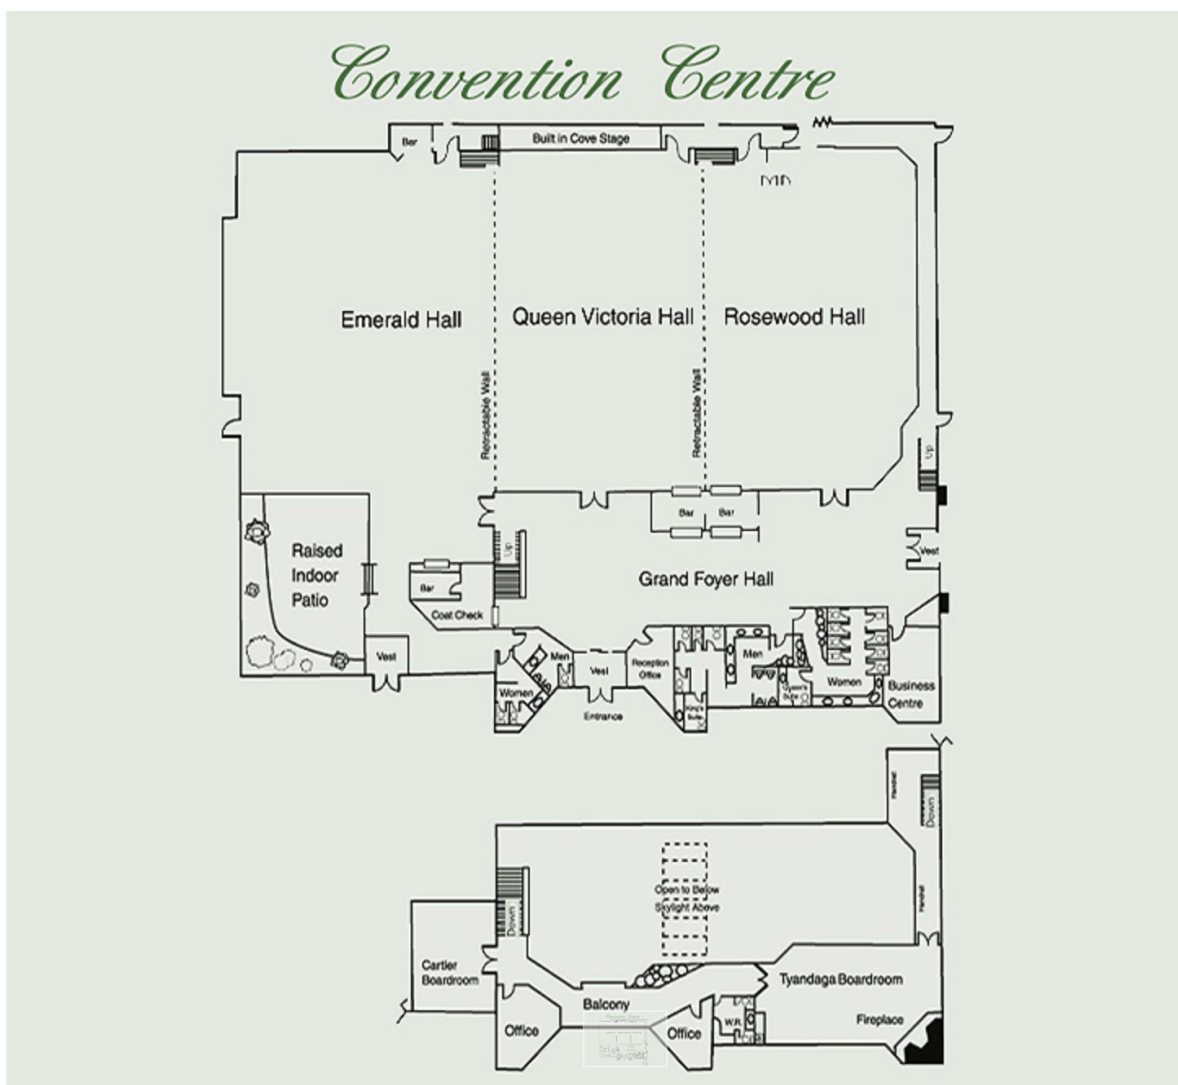 Convention Centre
Bar
Built in Cove Stage
Emerald Hall
Queen Victoria Hall
Rosewood Hall
Retractable Wall
Retractable Wall
Up
Bar
Bar
Up
Vest
Raised
Indoor
Patio
Grand Foyer Hall
Bar
Coat Check
Vest
Men
Vest
Reception
Office
Men
Women
Women
King's
Suite
Queen's
Suite
Business
Centre
Entrance
Handrail
Down
Open to Below
Skylight Above
Handrail
Down
Cartier
Boardroom
Tyandaga Boardroom
Balcony
Office
Office
W.R.
Fireplace